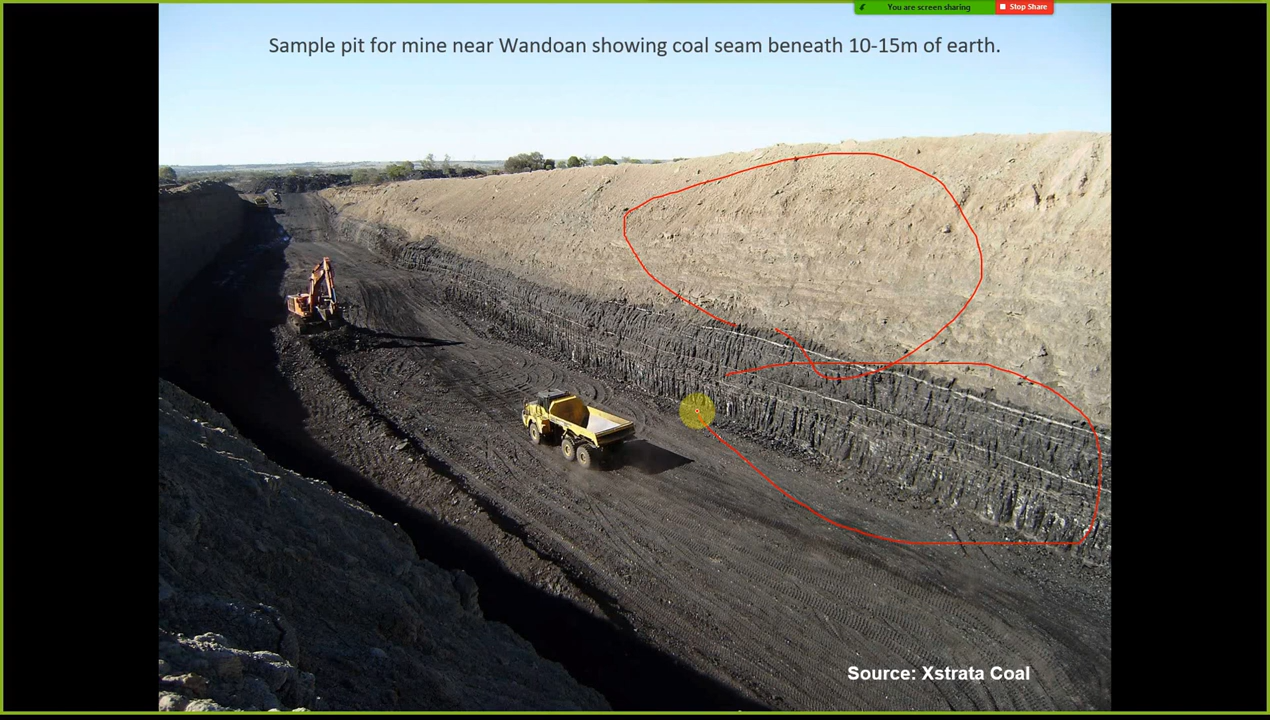 You are screen sharing Stop Share
Sample pit for mine near Wandoan showing coal seam beneath 10-15m of earth.
Source: Xstrata Coal